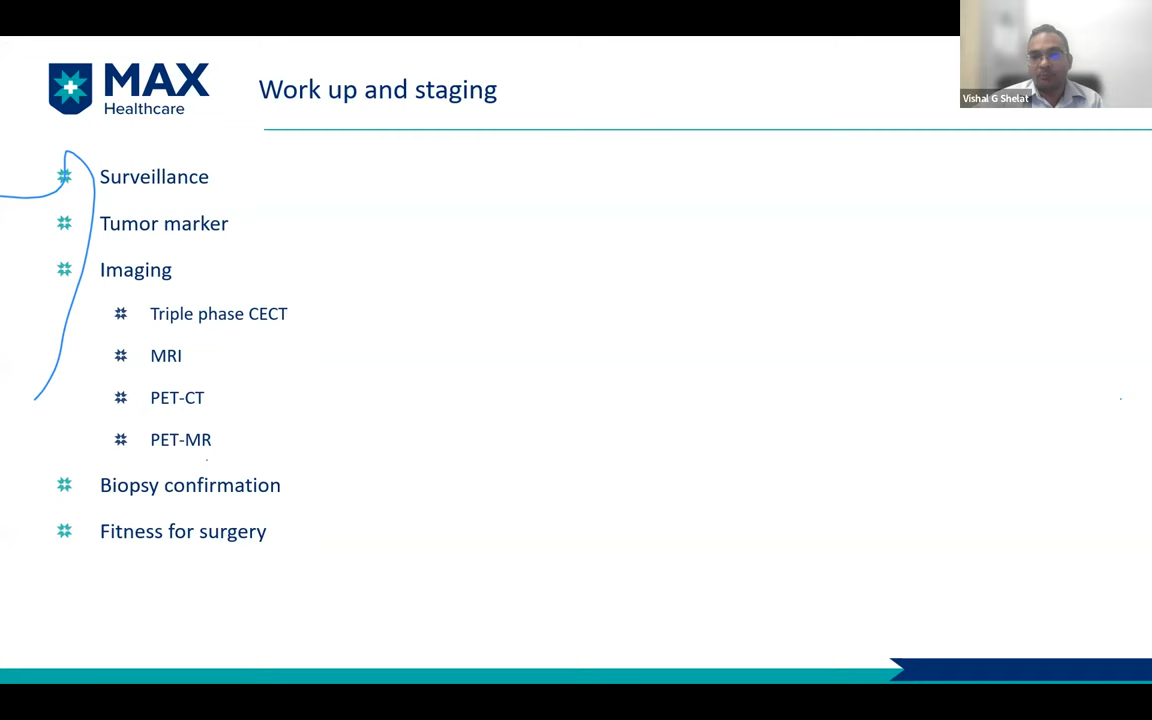 MAX
Healthcare
Work up and staging
Vishal G Shelat
Surveillance
Tumor marker
Imaging
Triple phase CECT
MRI
PET-CT
PET-MR
Biopsy confirmation
Fitness for surgery